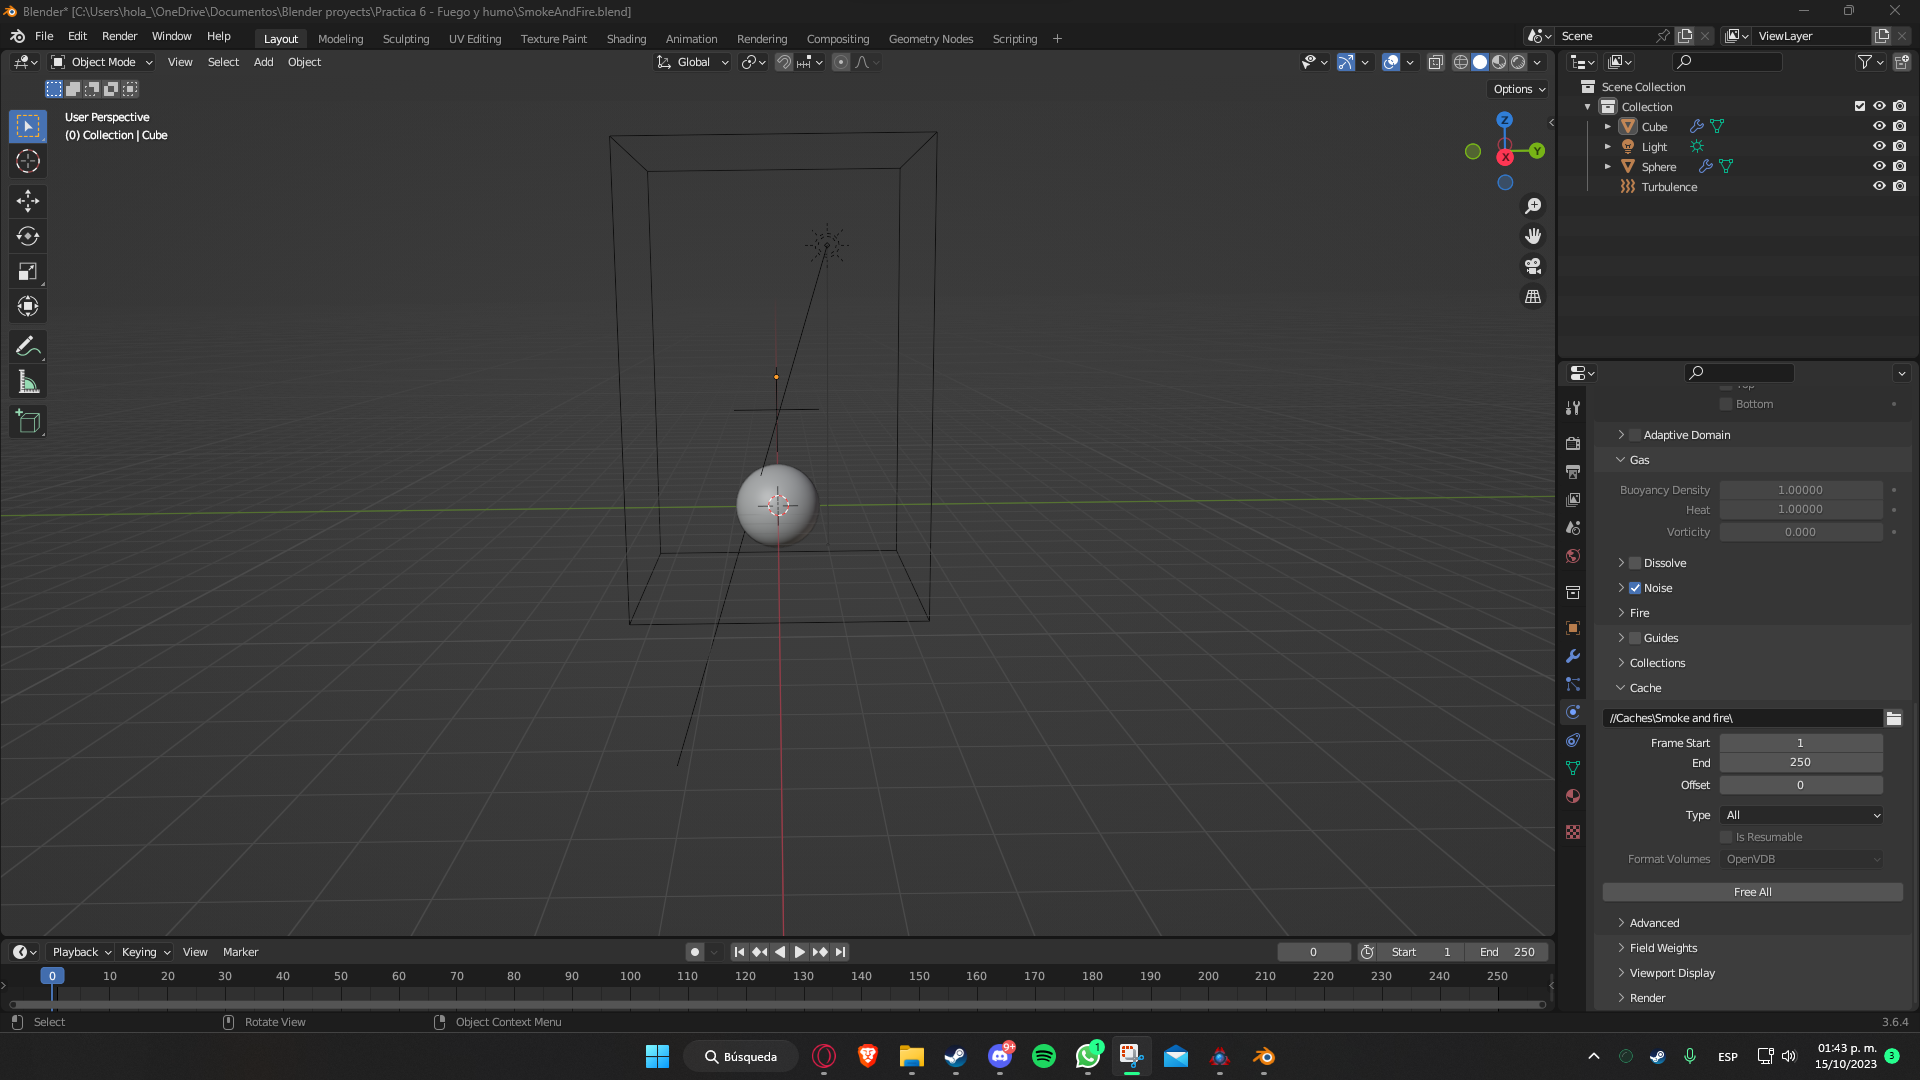 Blender* [C:\Users\hola_\OneDrive\Documentos\Blender proyects\Practica 6 - Fuego y humo\SmokeAndFire.blend]
File Edit Render Window Help Layout Modeling Sculpting UV Editing Texture Paint Shading Animation Rendering Compositing Geometry Nodes Scripting + Scene ViewLayer
Object Mode View Select Add Object Global
Options
User Perspective
(0) Collection | Cube
Z
Y
X
Scene Collection
Collection
Cube
Light
Sphere
Turbulence
Bottom
Adaptive Domain
Gas
Buoyancy Density 1.00000
Heat 1.00000
Vorticity 0.000
Dissolve
Noise
Fire
Guides
Collections
Cache
//Caches\Smoke and fire\
Frame Start 1
End 250
Offset 0
Type All
Is Resumable
Format Volumes OpenVDB
Free All
Advanced
Field Weights
Viewport Display
Render
Playback Keying View Marker 0 Start 1 End 250
0 10 20 30 40 50 60 70 80 90 100 110 120 130 140 150 160 170 180 190 200 210 220 230 240 250
Select Rotate View Object Context Menu 3.6.4
Búsqueda 9+ 1 ESP 01:43 p. m. 3
15/10/2023